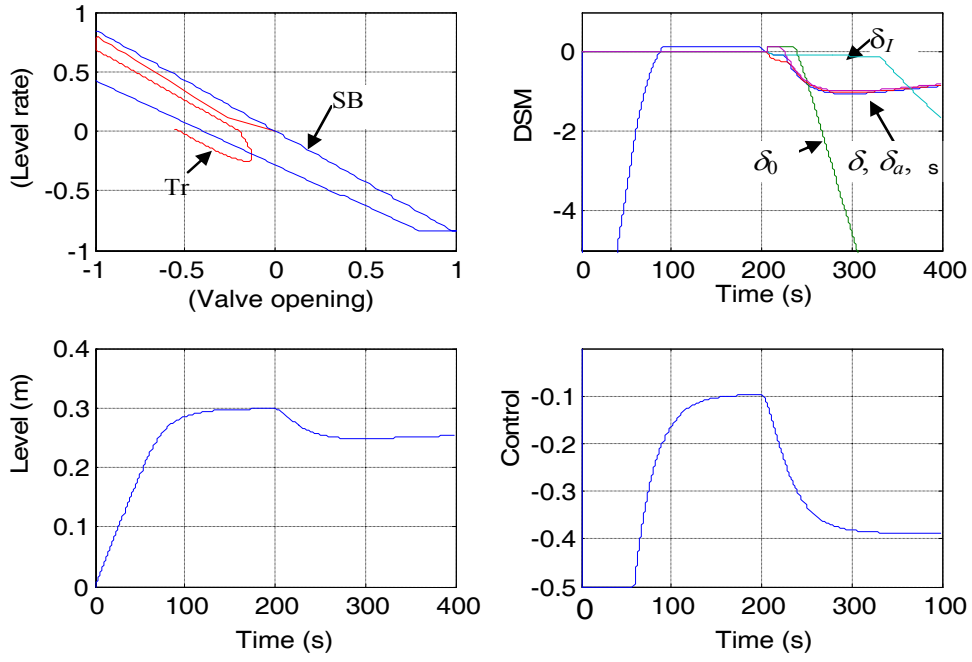 1
0.5
0
-0.5
-1
-1
-0.5
0
0.5
1
(Level rate)
(Valve opening)
SB
Tr
0
-2
-4
0
100
200
300
400
DSM
Time (s)
δI
δ0
δ, δa, s
0.4
0.3
0.2
0.1
0
0
100
200
300
400
Level (m)
Time (s)
-0.1
-0.2
-0.3
-0.4
-0.5
0
100
200
300
100
Control
Time (s)